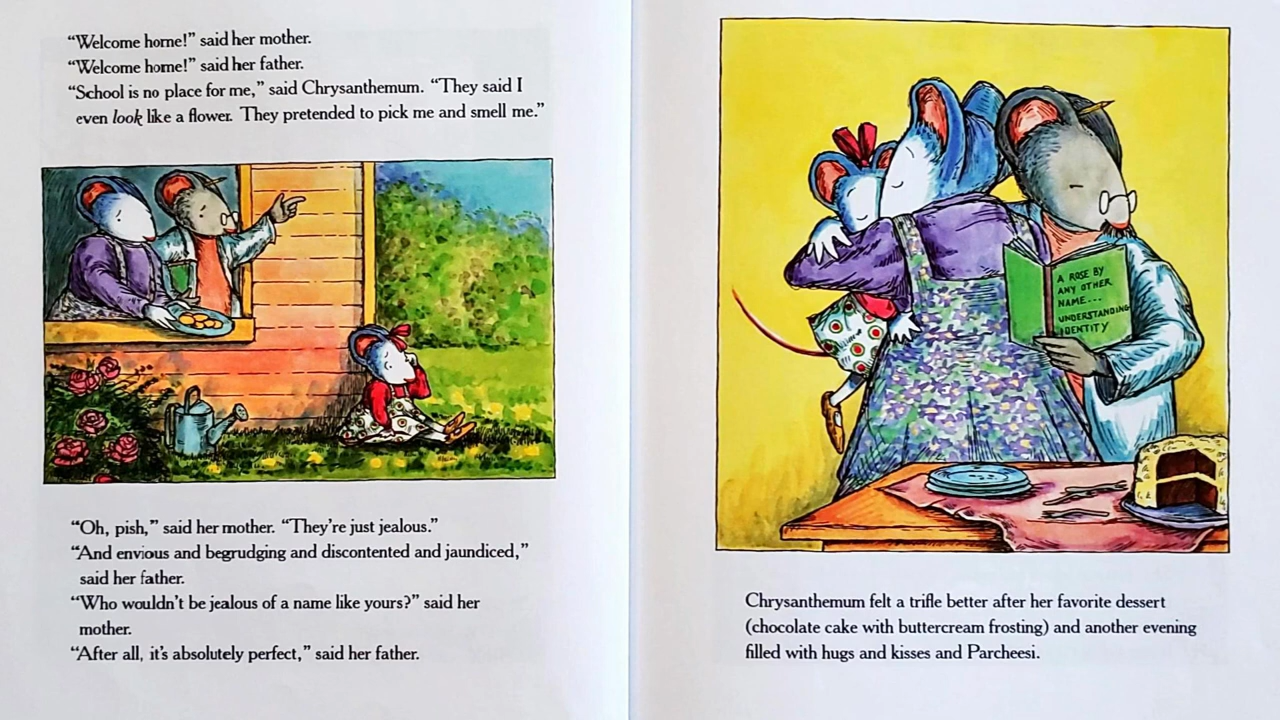 “Welcome home!” said her mother.
“Welcome home!” said her father.
“School is no place for me,” said Chrysanthemum. “They said I
even look like a flower. They pretended to pick me and smell me.”
“Oh, pish,” said her mother. “They’re just jealous.”
“And envious and begrudging and discontented and jaundiced,”
said her father.
“Who wouldn’t be jealous of a name like yours?” said her
mother.
“After all, it’s absolutely perfect,” said her father.
A ROSE BY
ANY OTHER
NAME...
UNDERSTANDING
IDENTITY
Chrysanthemum felt a trifle better after her favorite dessert
(chocolate cake with buttercream frosting) and another evening
filled with hugs and kisses and Parcheesi.